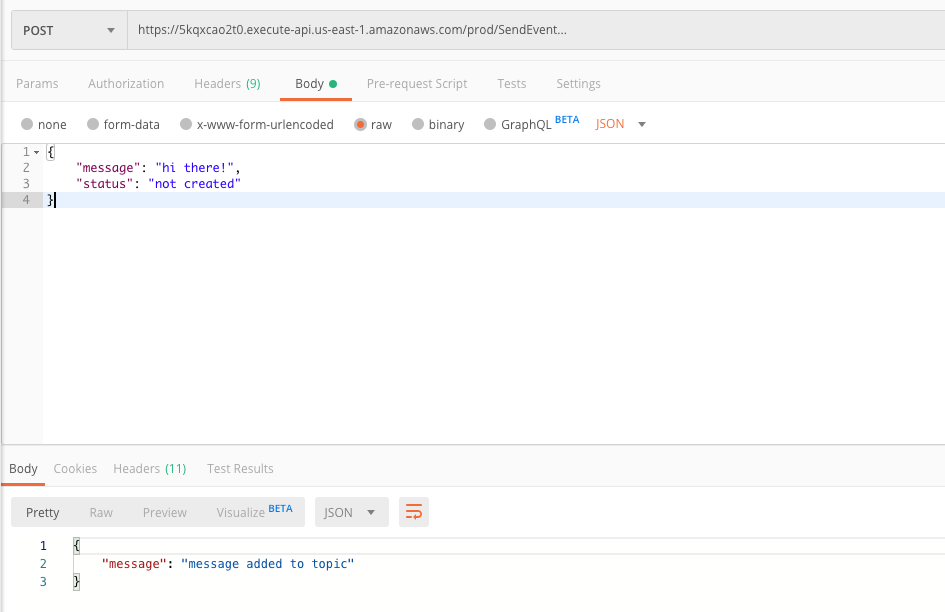 POST https://5kqxcao2t0.execute-api.us-east-1.amazonaws.com/prod/SendEvent...
Params Authorization Headers (9) Body Pre-request Script Tests Settings
none form-data x-www-form-urlencoded raw binary GraphQL BETA JSON
1 {
2 "message": "hi there!",
3 "status": "not created"
4 }
Body Cookies Headers (11) Test Results
Pretty Raw Preview Visualize BETA JSON
1 {
2 "message": "message added to topic"
3 }